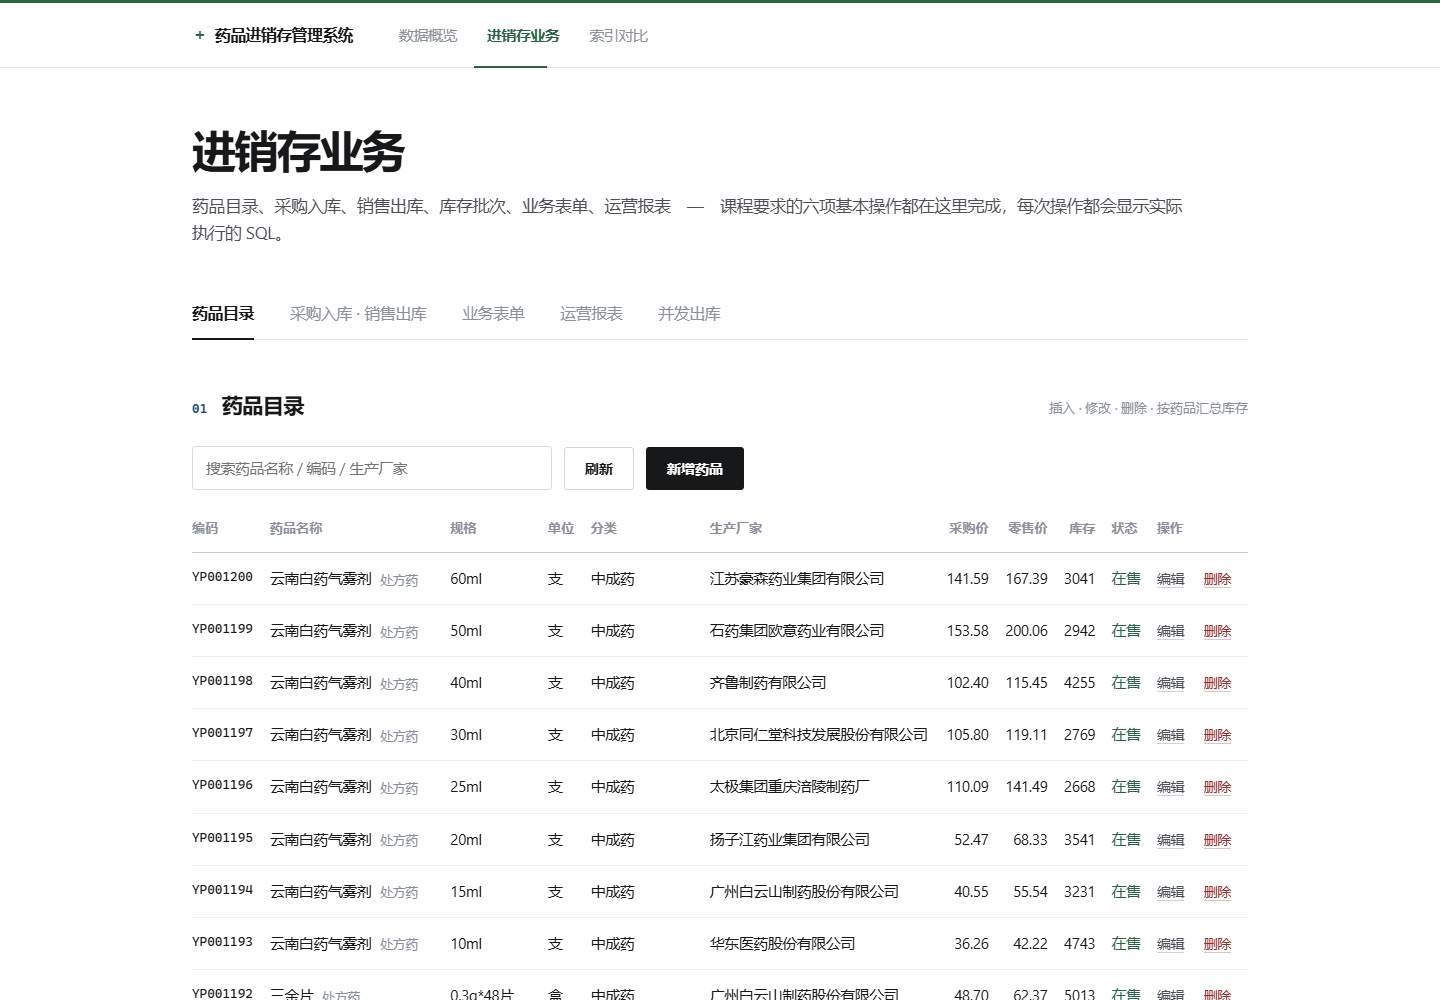 + 药品进销存管理系统 数据概览 进销存业务 索引对比
进销存业务
药品目录、采购入库、销售出库、库存批次、业务表单、运营报表 — 课程要求的六项基本操作都在这里完成，每次操作都会显示实际
执行的 SQL。
药品目录 采购入库 · 销售出库 业务表单 运营报表 并发出库
01 药品目录 插入 · 修改 · 删除 · 按药品汇总库存
搜索药品名称 / 编码 / 生产厂家 刷新 新增药品
编码 药品名称 规格 单位 分类 生产厂家 采购价 零售价 库存 状态 操作
YP001200 云南白药气雾剂 处方药 60ml 支 中成药 江苏豪森药业集团有限公司 141.59 167.39 3041 在售 编辑 删除
YP001199 云南白药气雾剂 处方药 50ml 支 中成药 石药集团欧意药业有限公司 153.58 200.06 2942 在售 编辑 删除
YP001198 云南白药气雾剂 处方药 40ml 支 中成药 齐鲁制药有限公司 102.40 115.45 4255 在售 编辑 删除
YP001197 云南白药气雾剂 处方药 30ml 支 中成药 北京同仁堂科技发展股份有限公司 105.80 119.11 2769 在售 编辑 删除
YP001196 云南白药气雾剂 处方药 25ml 支 中成药 太极集团重庆涪陵制药厂 110.09 141.49 2668 在售 编辑 删除
YP001195 云南白药气雾剂 处方药 20ml 支 中成药 扬子江药业集团有限公司 52.47 68.33 3541 在售 编辑 删除
YP001194 云南白药气雾剂 处方药 15ml 支 中成药 广州白云山制药股份有限公司 40.55 55.54 3231 在售 编辑 删除
YP001193 云南白药气雾剂 处方药 10ml 支 中成药 华东医药股份有限公司 36.26 42.22 4743 在售 编辑 删除
YP001192 三金片 处方药 0.3g*48片 盒 中成药 广州白云山制药股份有限公司 48.70 62.37 5013 在售 编辑 删除